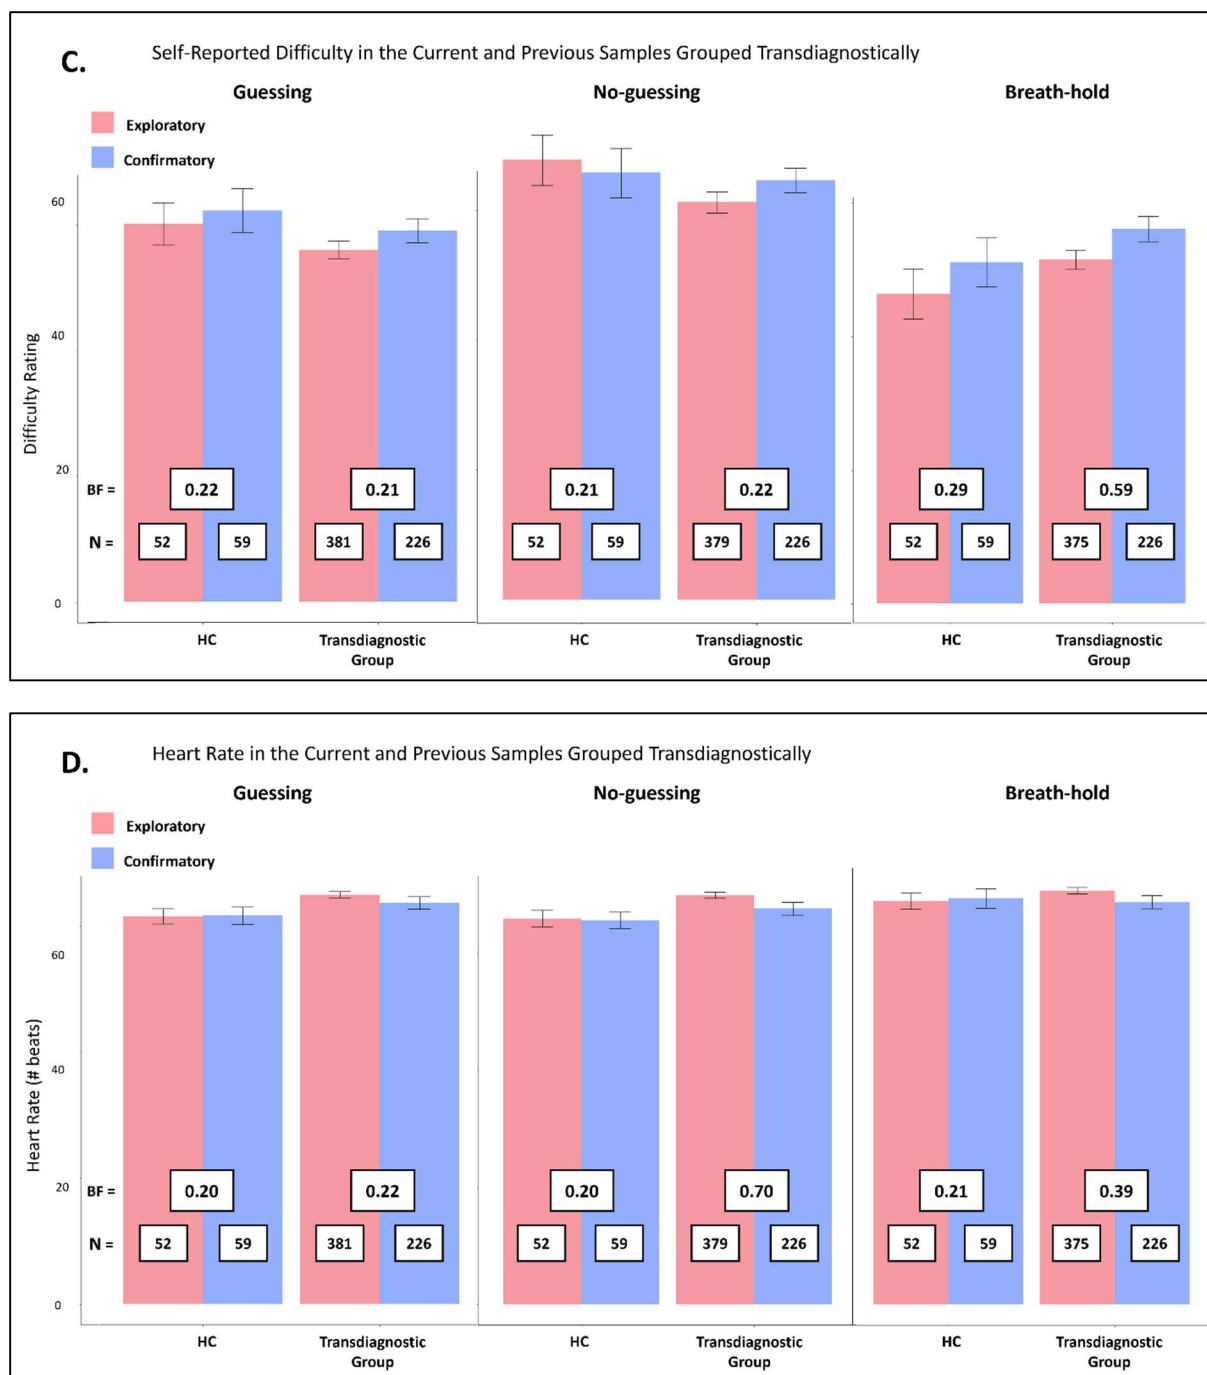 C.
Self-Reported Difficulty in the Current and Previous Samples Grouped Transdiagnostically
Guessing No-guessing Breath-hold
Exploratory
Confirmatory
60
40
20
0
Difficulty Rating
BF = 0.22 0.21 0.21 0.22 0.29 0.59
N = 52 59 381 226 52 59 379 226 52 59 375 226
HC Transdiagnostic HC Transdiagnostic HC Transdiagnostic
Group Group Group
D.
Heart Rate in the Current and Previous Samples Grouped Transdiagnostically
Guessing No-guessing Breath-hold
Exploratory
Confirmatory
60
40
20
0
Heart Rate (# beats)
BF = 0.20 0.22 0.20 0.70 0.21 0.39
N = 52 59 381 226 52 59 379 226 52 59 375 226
HC Transdiagnostic HC Transdiagnostic HC Transdiagnostic
Group Group Group